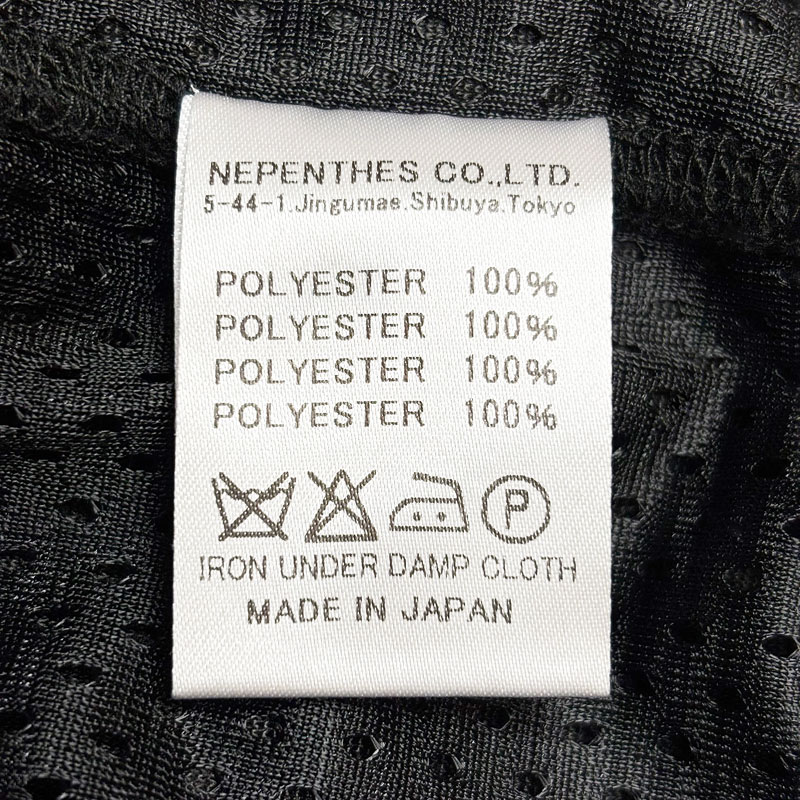 NEPENTHES CO.,LTD.
5-44-1.Jingumae.Shibuya.Tokyo
POLYESTER 100%
POLYESTER 100%
POLYESTER 100%
POLYESTER 100%
P
IRON UNDER DAMP CLOTH
MADE IN JAPAN